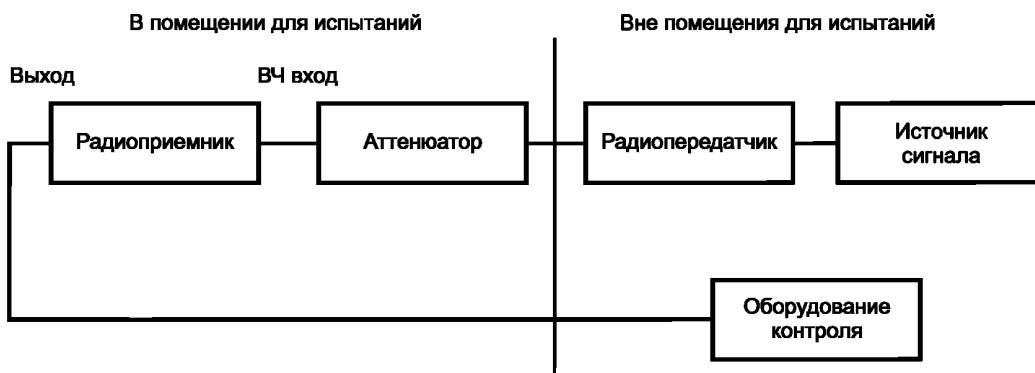 В помещении для испытаний
Вне помещения для испытаний
Выход
ВЧ вход
Радиоприемник
Аттенюатор
Радиопередатчик
Источник
сигнала
Оборудование
контроля